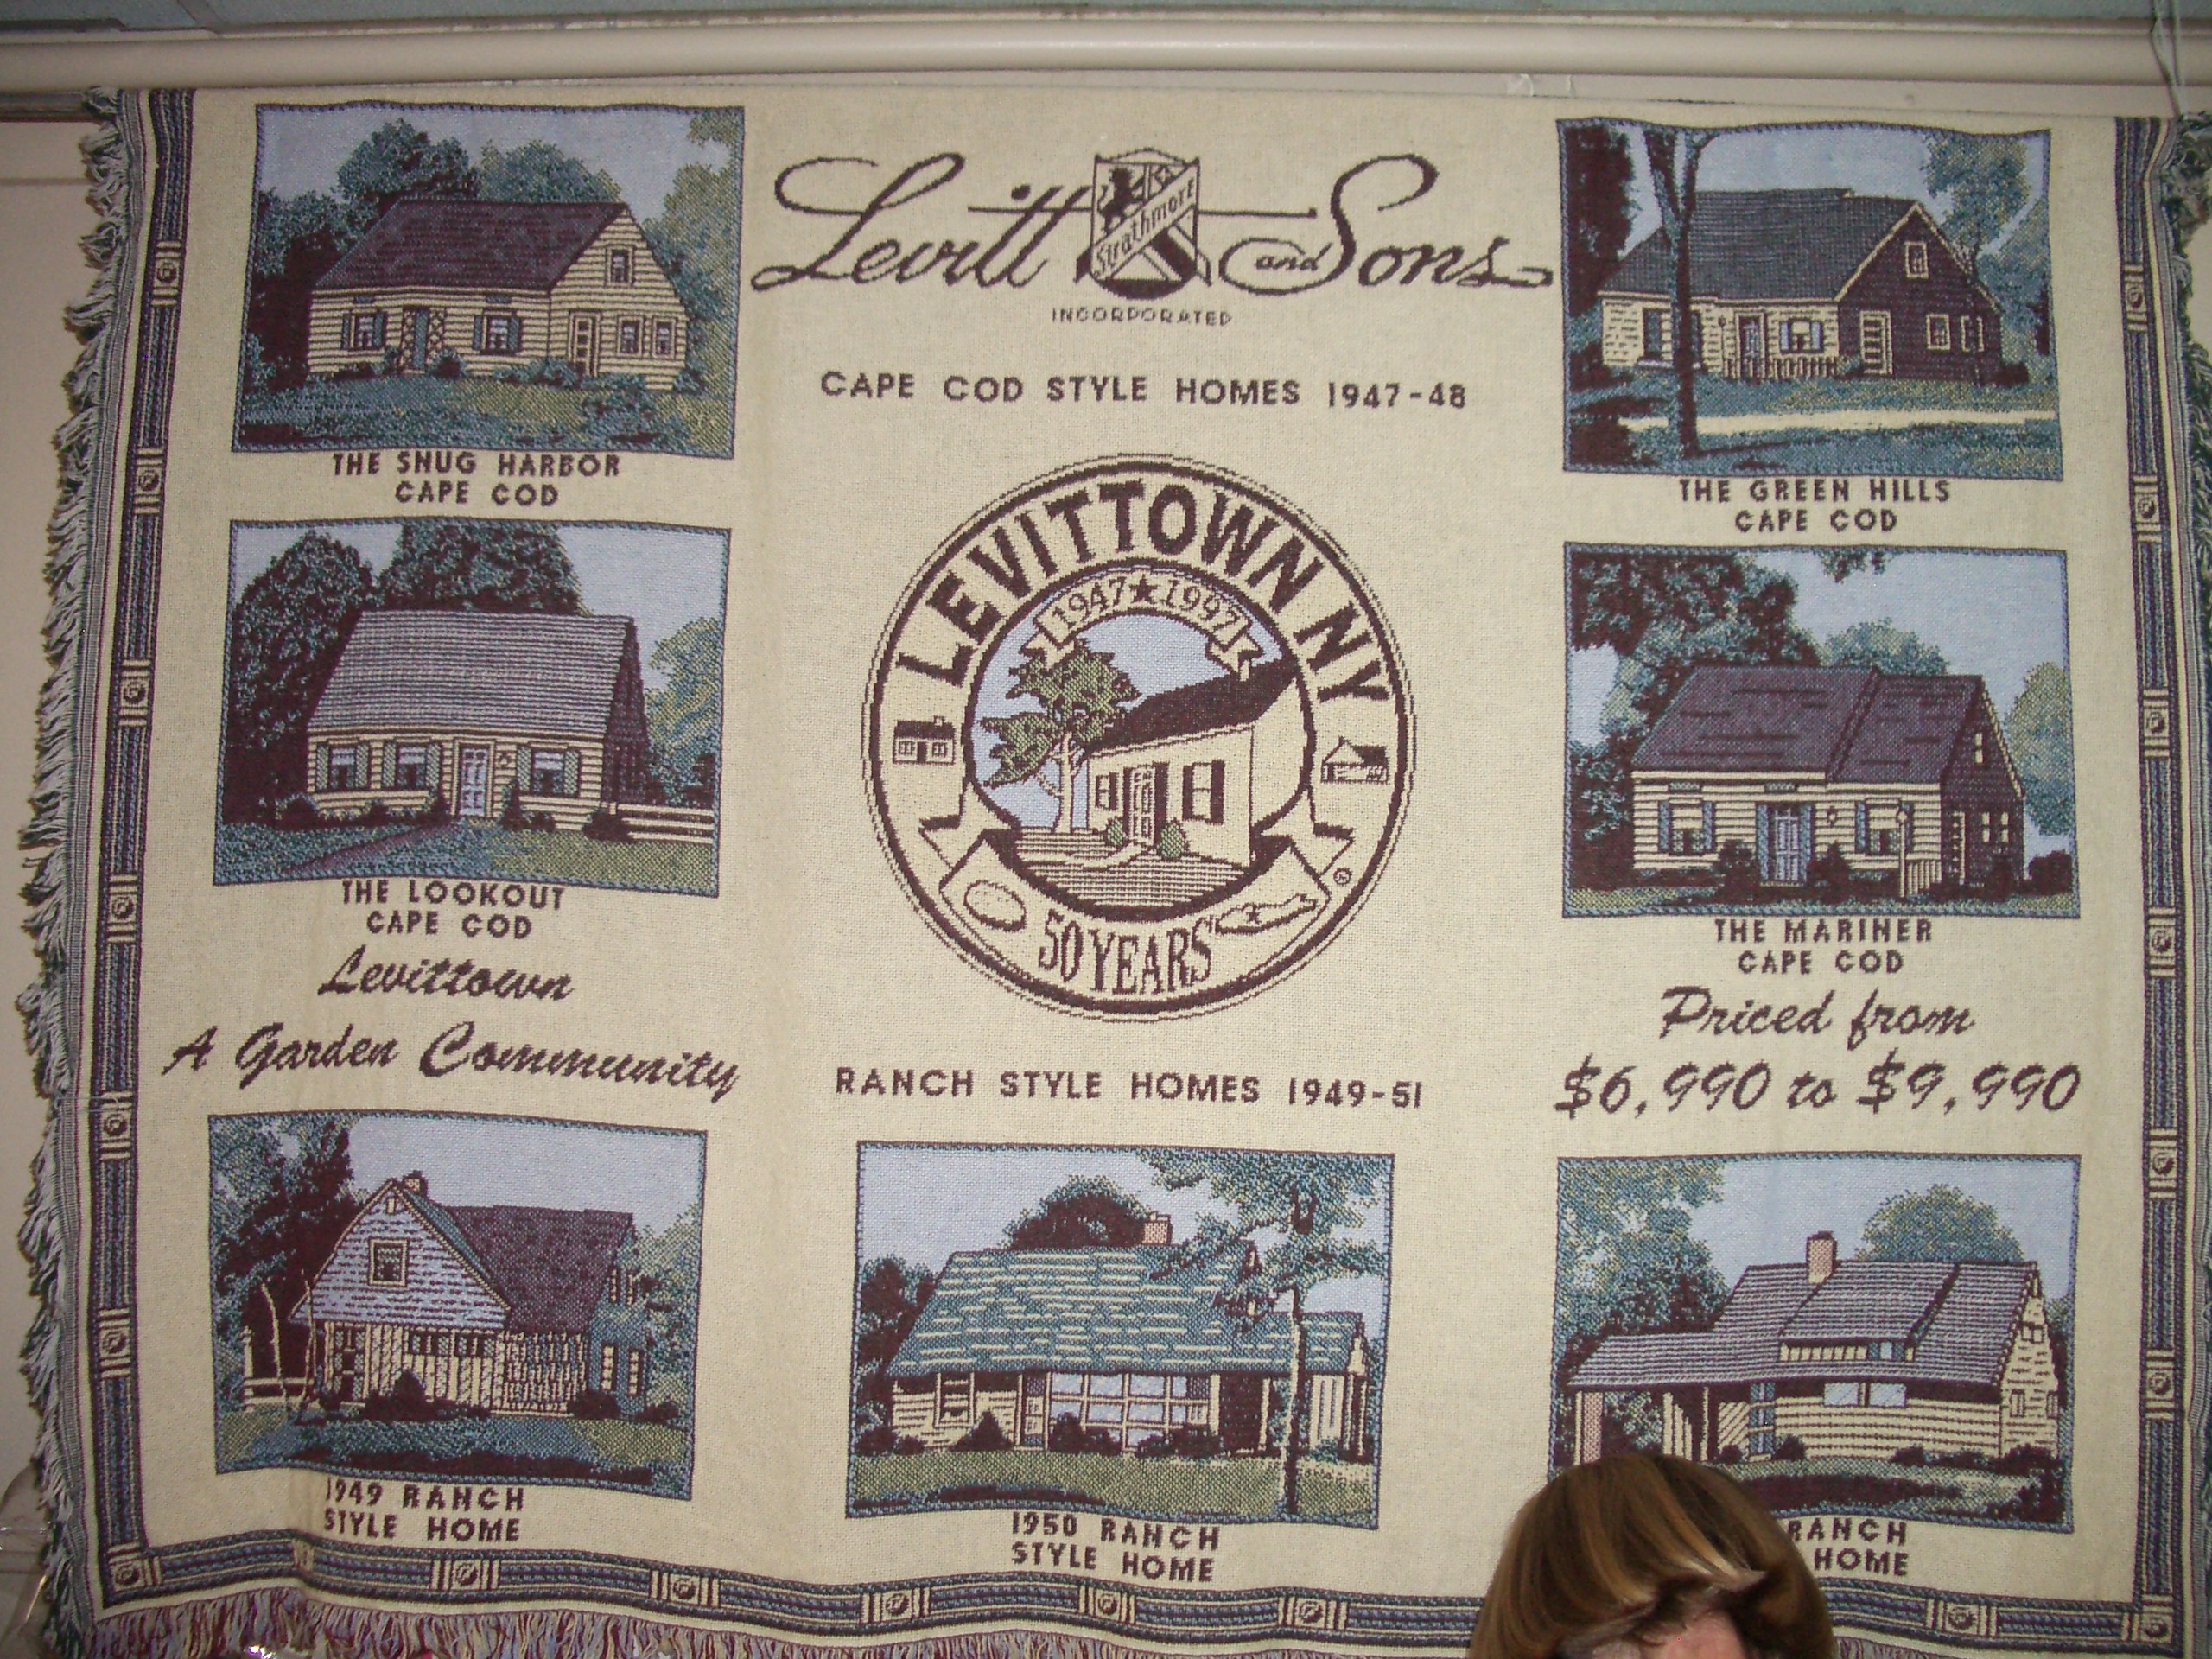 Levitt and Sons
Strathmore
INCORPORATED
CAPE COD STYLE HOMES 1947-48
THE SNUG HARBOR
CAPE COD
THE GREEN HILLS
CAPE COD
LEVITTOWN NY
1947★1997
50 YEARS
®
THE LOOKOUT
CAPE COD
THE MARINER
CAPE COD
Levittown
A Garden Community
Priced from
$6,990 to $9,990
RANCH STYLE HOMES 1949-51
1949 RANCH
STYLE HOME
1950 RANCH
STYLE HOME
RANCH
HOME